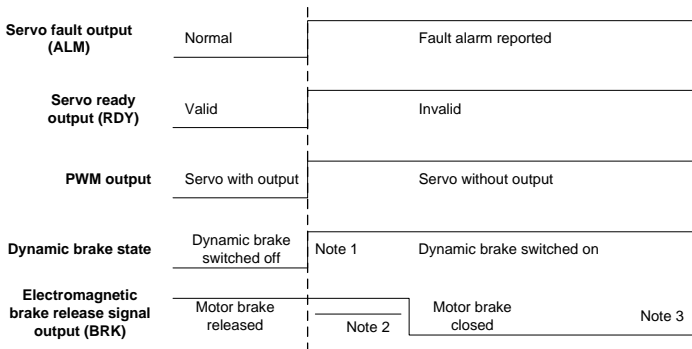 Servo fault output
(ALM)
Normal
Fault alarm reported
Servo ready
output (RDY)
Valid
Invalid
PWM output
Servo with output
Servo without output
Dynamic brake state
Dynamic brake
switched off
Note 1
Dynamic brake switched on
Electromagnetic
brake release signal
output (BRK)
Motor brake
released
Note 2
Motor brake
closed
Note 3